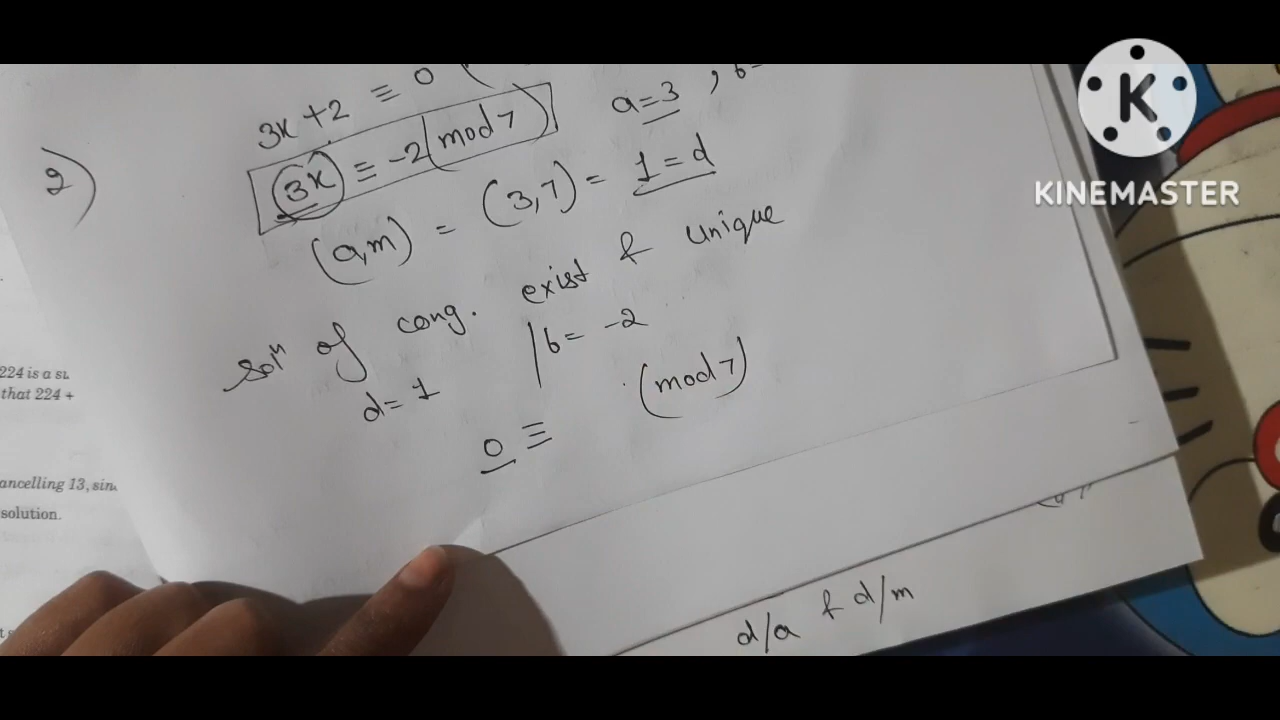 K
KINEMASTER
3x+2 ≡ 0 (
a=3 , b=
2)
3x ≡ -2(mod 7)
(a,m) = (3,7) = 1 = d
Solⁿ of cong. exist & unique
d=1 | b= -2
0 ≡ (mod 7)
d/a & d/m
224 is a su
that 224 +
ancelling 13, sin
solution.